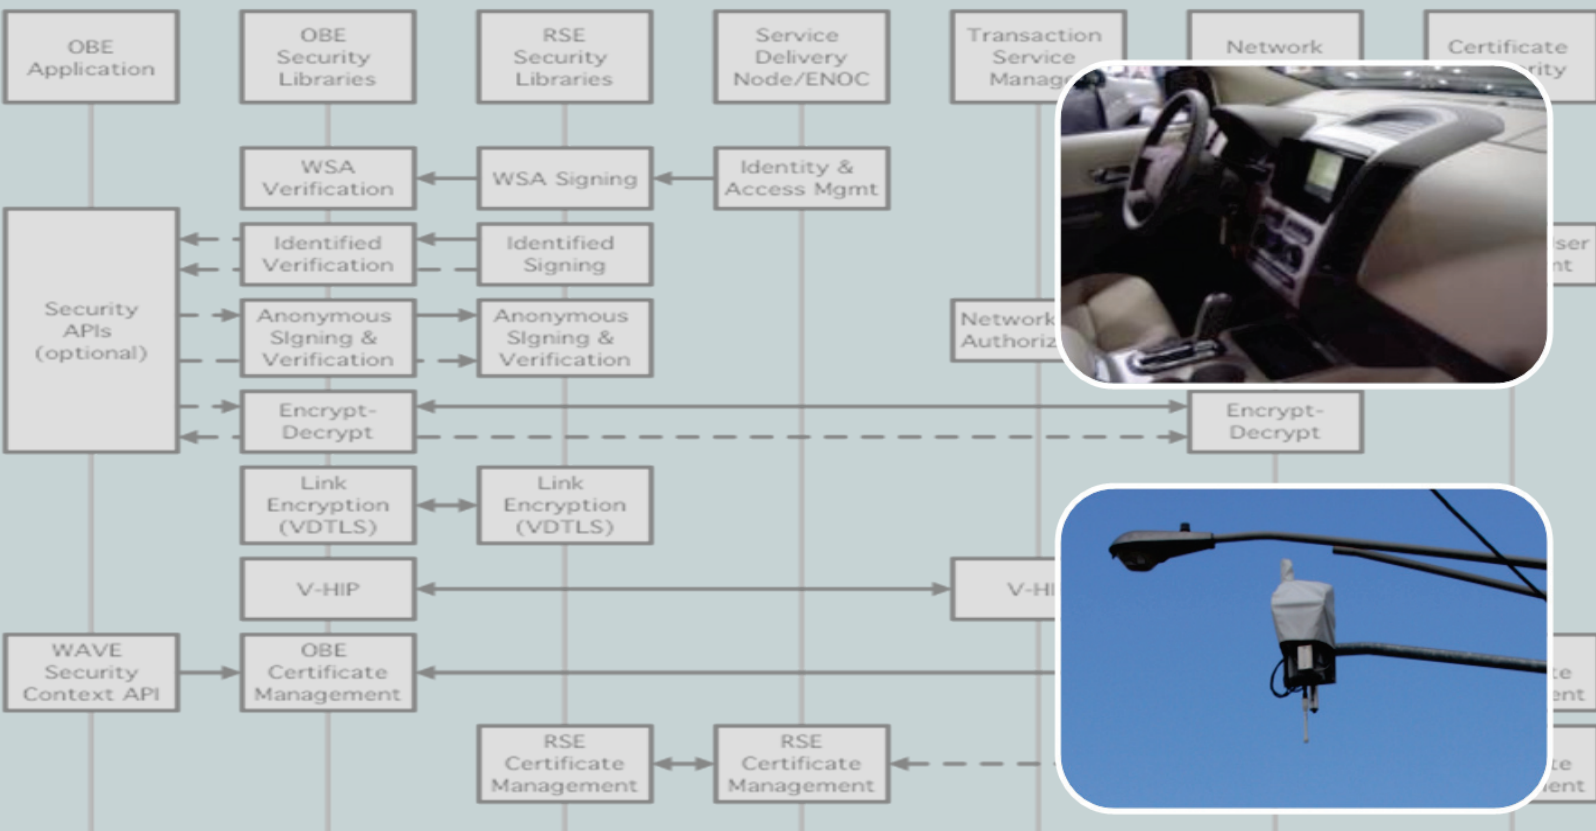 OBE
Application
OBE
Security
Libraries
RSE
Security
Libraries
Service
Delivery
Node/ENOC
Transaction
Service
Network
Certificate
WSA
Verification
WSA Signing
Identity &
Access Mgmt
Security
APIs
(optional)
Identified
Verification
Identified
Signing
Anonymous
SIgning &
Verification
Anonymous
SIgning &
Verification
Network
Encrypt-
Decrypt
Encrypt-
Decrypt
Link
Encryption
(VDTLS)
Link
Encryption
(VDTLS)
V-HIP
WAVE
Security
Context API
OBE
Certificate
Management
RSE
Certificate
Management
RSE
Certificate
Management